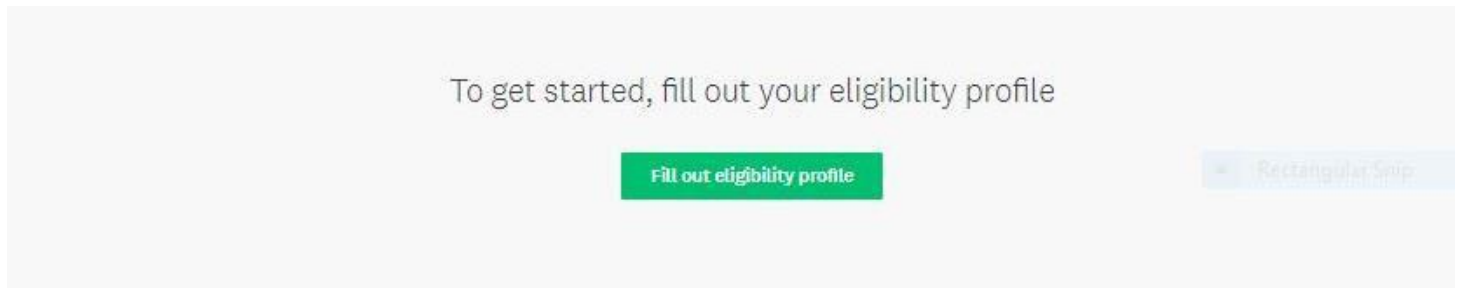 To get started, fill out your eligibility profile
Fill out eligibility profile
Rectangular Snip